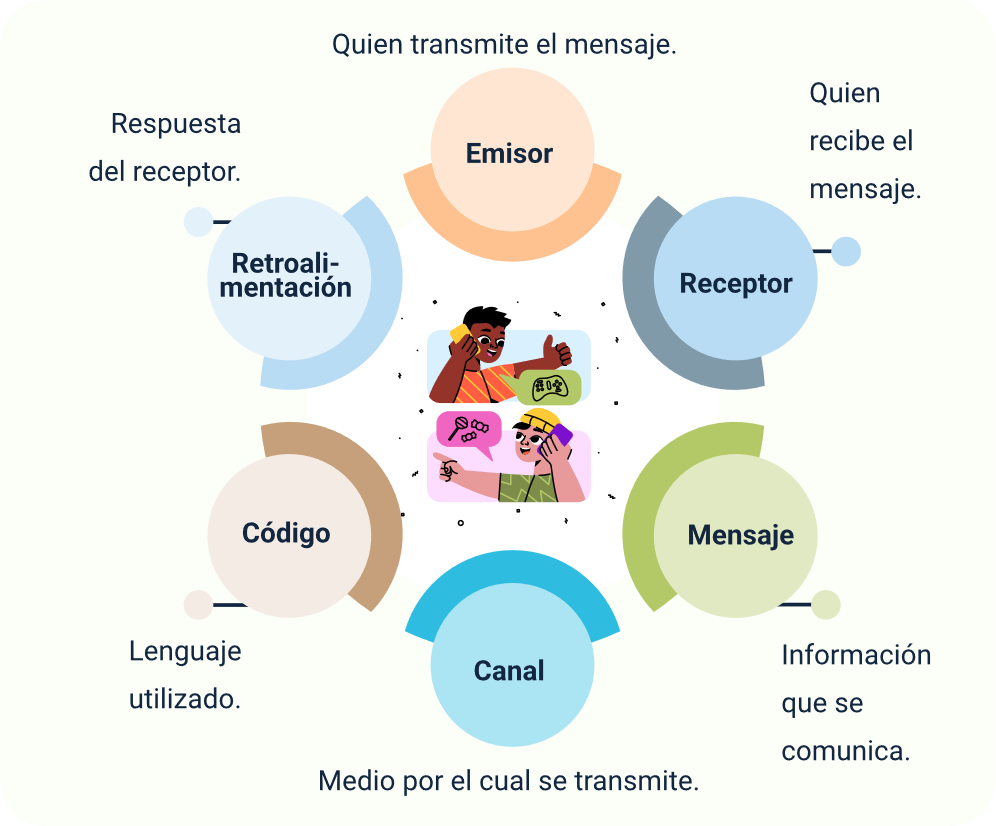 Quien transmite el mensaje.
Emisor
Quien
recibe el
mensaje.
Receptor
Mensaje
Información
que se
comunica.
Canal
Medio por el cual se transmite.
Código
Lenguaje
utilizado.
Respuesta
del receptor.
Retroali-
mentación